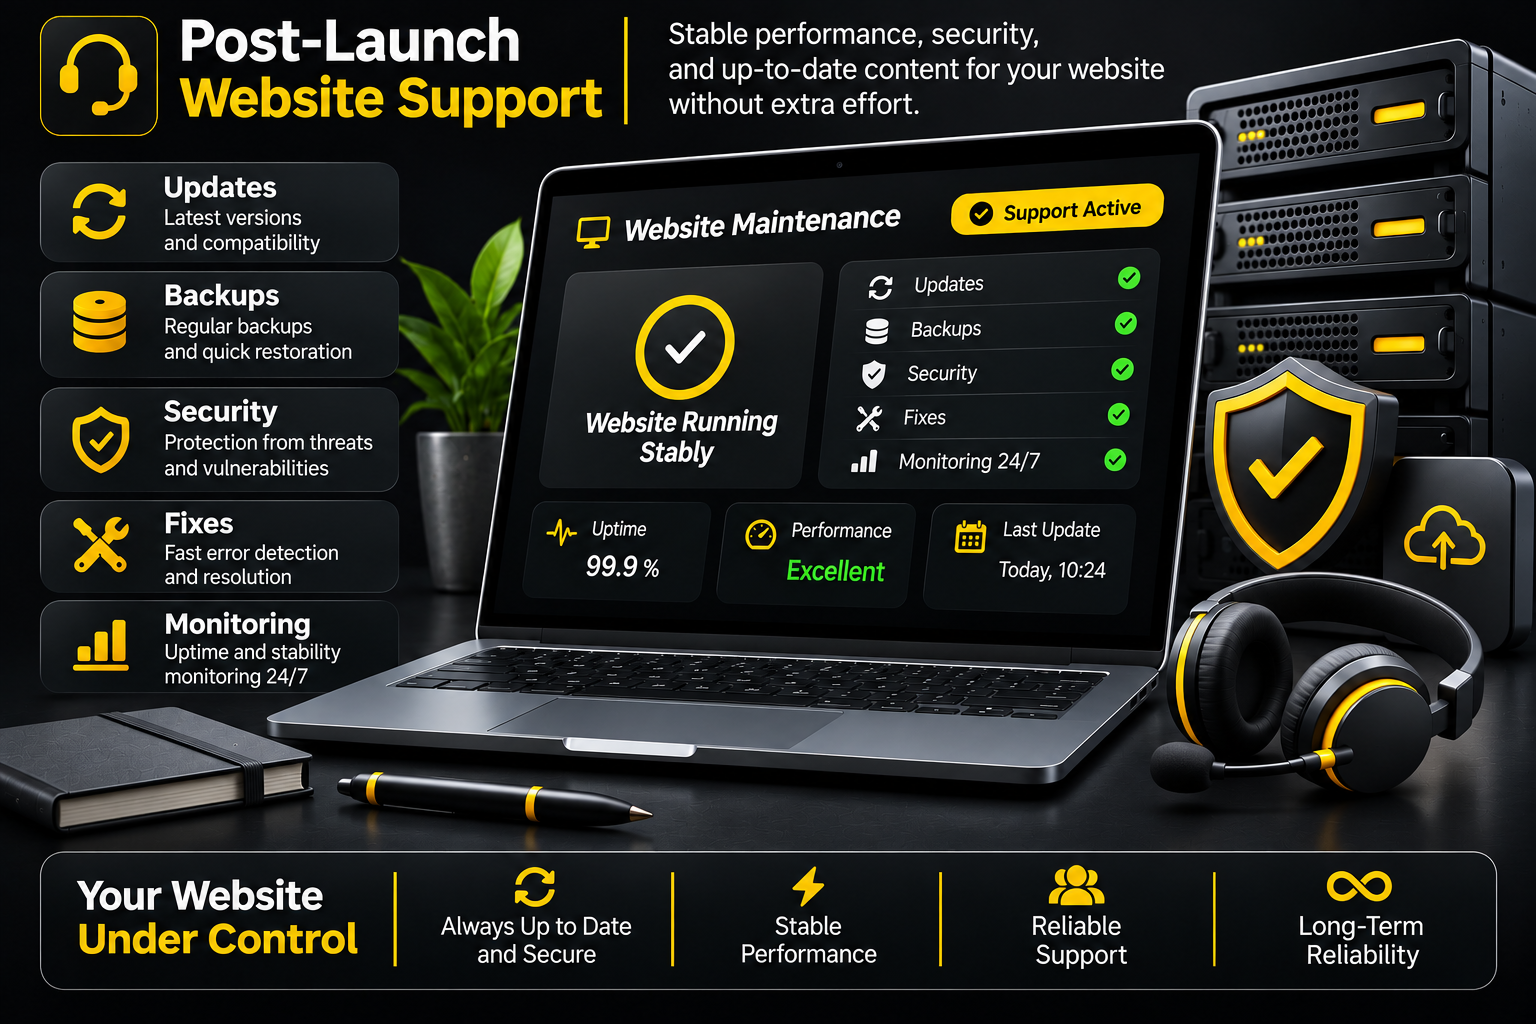 Post-Launch
Website Support
Stable performance, security,
and up-to-date content for your website
without extra effort.
Updates
Latest versions
and compatibility
Backups
Regular backups
and quick restoration
Security
Protection from threats
and vulnerabilities
Fixes
Fast error detection
and resolution
Monitoring
Uptime and stability
monitoring 24/7
Website Maintenance
Support Active
Website Running
Stably
Updates
Backups
Security
Fixes
Monitoring 24/7
Uptime
99.9 %
Performance
Excellent
Last Update
Today, 10:24
Your Website
Under Control
Always Up to Date
and Secure
Stable
Performance
Reliable
Support
Long-Term
Reliability